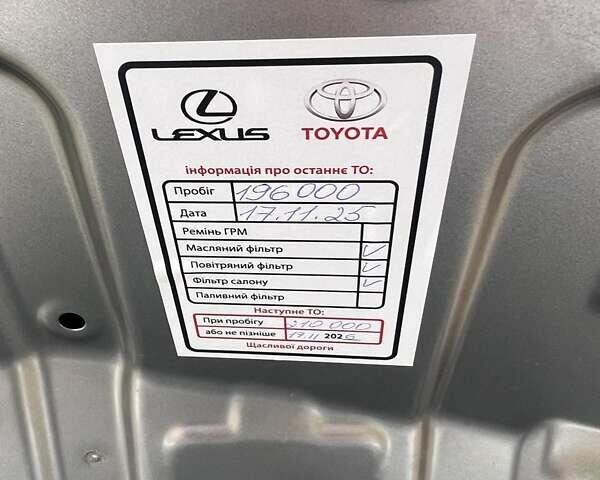 LEXUS TOYOTA
інформація про останнє ТО:
Пробіг 196000
Дата 17.11.25
Ремінь ГРМ
Масляний фільтр ✓
Повітряний фільтр ✓
Фільтр салону ✓
Паливний фільтр
Наступне ТО:
При пробігу 210.000
або не пізніше 17.11 2026
Щасливої дороги